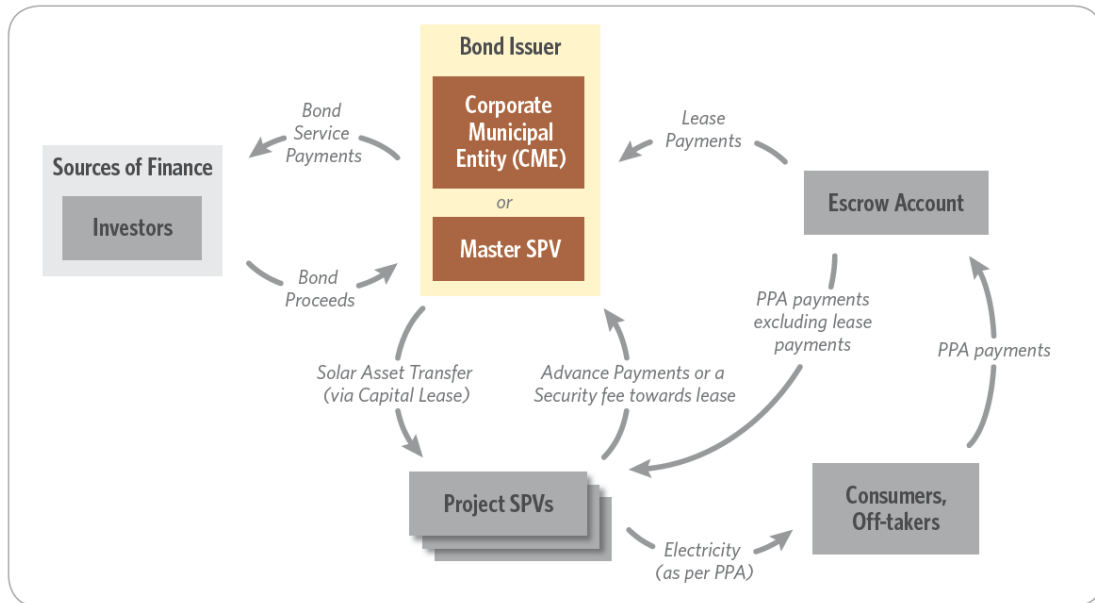 Bond Issuer
Corporate
Municipal
Entity (CME)
or
Master SPV
Bond
Service
Payments
Sources of Finance
Investors
Bond
Proceeds
Lease
Payments
Escrow Account
PPA payments
excluding lease
payments
PPA payments
Solar Asset Transfer
(via Capital Lease)
Advance Payments or a
Security fee towards lease
Project SPVs
Consumers,
Off-takers
Electricity
(as per PPA)